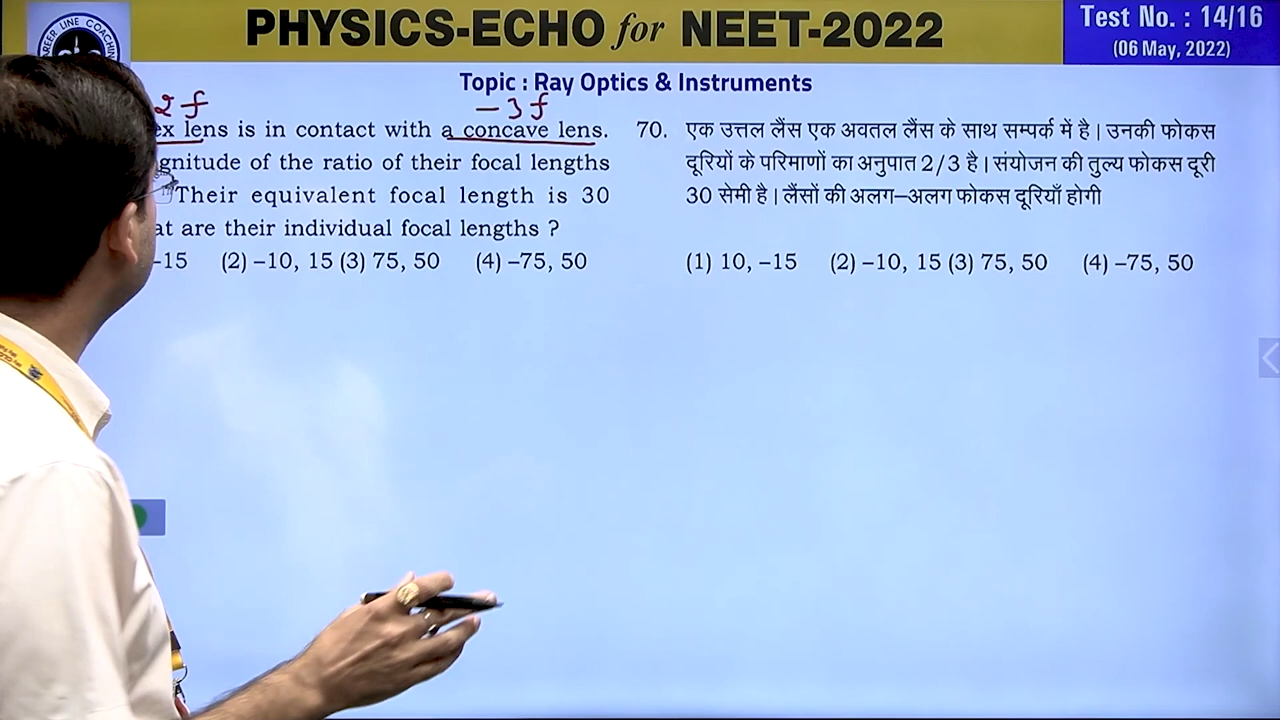 PHYSICS-ECHO for NEET-2022
Test No. : 14/16
(06 May, 2022)
Topic : Ray Optics & Instruments
2f
-3f
lens is in contact with a concave lens.
of the ratio of their focal lengths
Their equivalent focal length is 30
are their individual focal lengths ?
-15 (2) –10, 15 (3) 75, 50 (4) –75, 50
70. एक उत्तल लैंस एक अवतल लैंस के साथ सम्पर्क में है। उनकी फोकस
दूरियों के परिमाणों का अनुपात 2/3 है। संयोजन की तुल्य फोकस दूरी
30 सेमी है। लैंसों की अलग–अलग फोकस दूरियाँ होगी
(1) 10, –15 (2) –10, 15 (3) 75, 50 (4) –75, 50